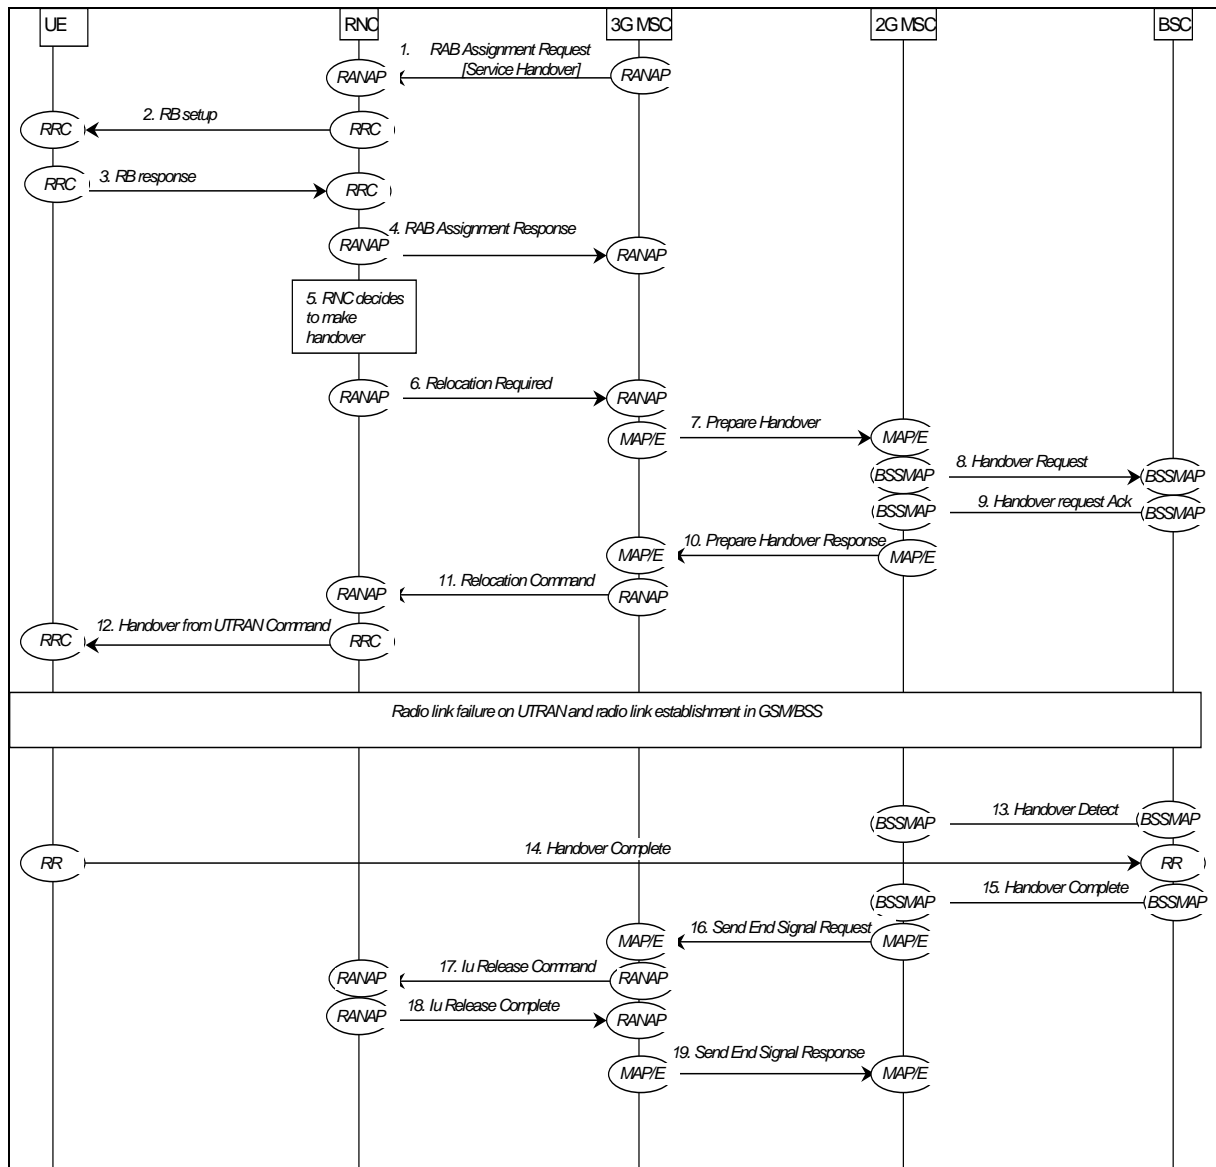 UE RNC 3G MSC 2G MSC BSC
1. RAB Assignment Request
[Service Handover]
RANAP RANAP
2. RB setup
RRC RRC
3. RB response
RRC RRC
4. RAB Assignment Response
RANAP RANAP
5. RNC decides
to make
handover
6. Relocation Required
RANAP RANAP
7. Prepare Handover
MAP/E MAP/E
8. Handover Request
BSSMAP BSSMAP
9. Handover request Ack
BSSMAP BSSMAP
10. Prepare Handover Response
MAP/E MAP/E
11. Relocation Command
RANAP RANAP
12. Handover from UTRAN Command
RRC RRC
Radio link failure on UTRAN and radio link establishment in GSM/BSS
13. Handover Detect
BSSMAP BSSMAP
14. Handover Complete
RR RR
15. Handover Complete
BSSMAP BSSMAP
16. Send End Signal Request
MAP/E MAP/E
17. Iu Release Command
RANAP RANAP
18. Iu Release Complete
RANAP RANAP
19. Send End Signal Response
MAP/E MAP/E